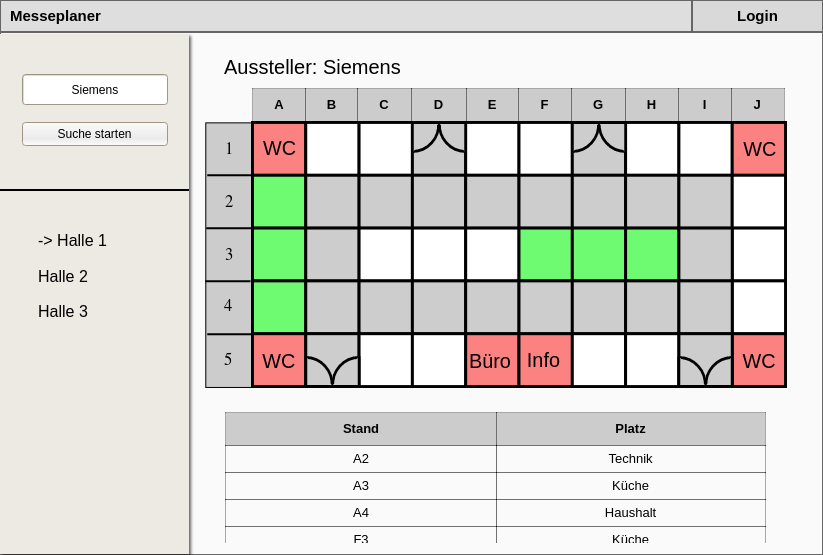 Messeplaner Login
Siemens
Suche starten
-> Halle 1
Halle 2
Halle 3
Aussteller: Siemens
A B C D E F G H I J
1 WC WC
2
3
4
5 WC Büro Info WC
Stand Platz
A2 Technik
A3 Küche
A4 Haushalt
F3 Küche